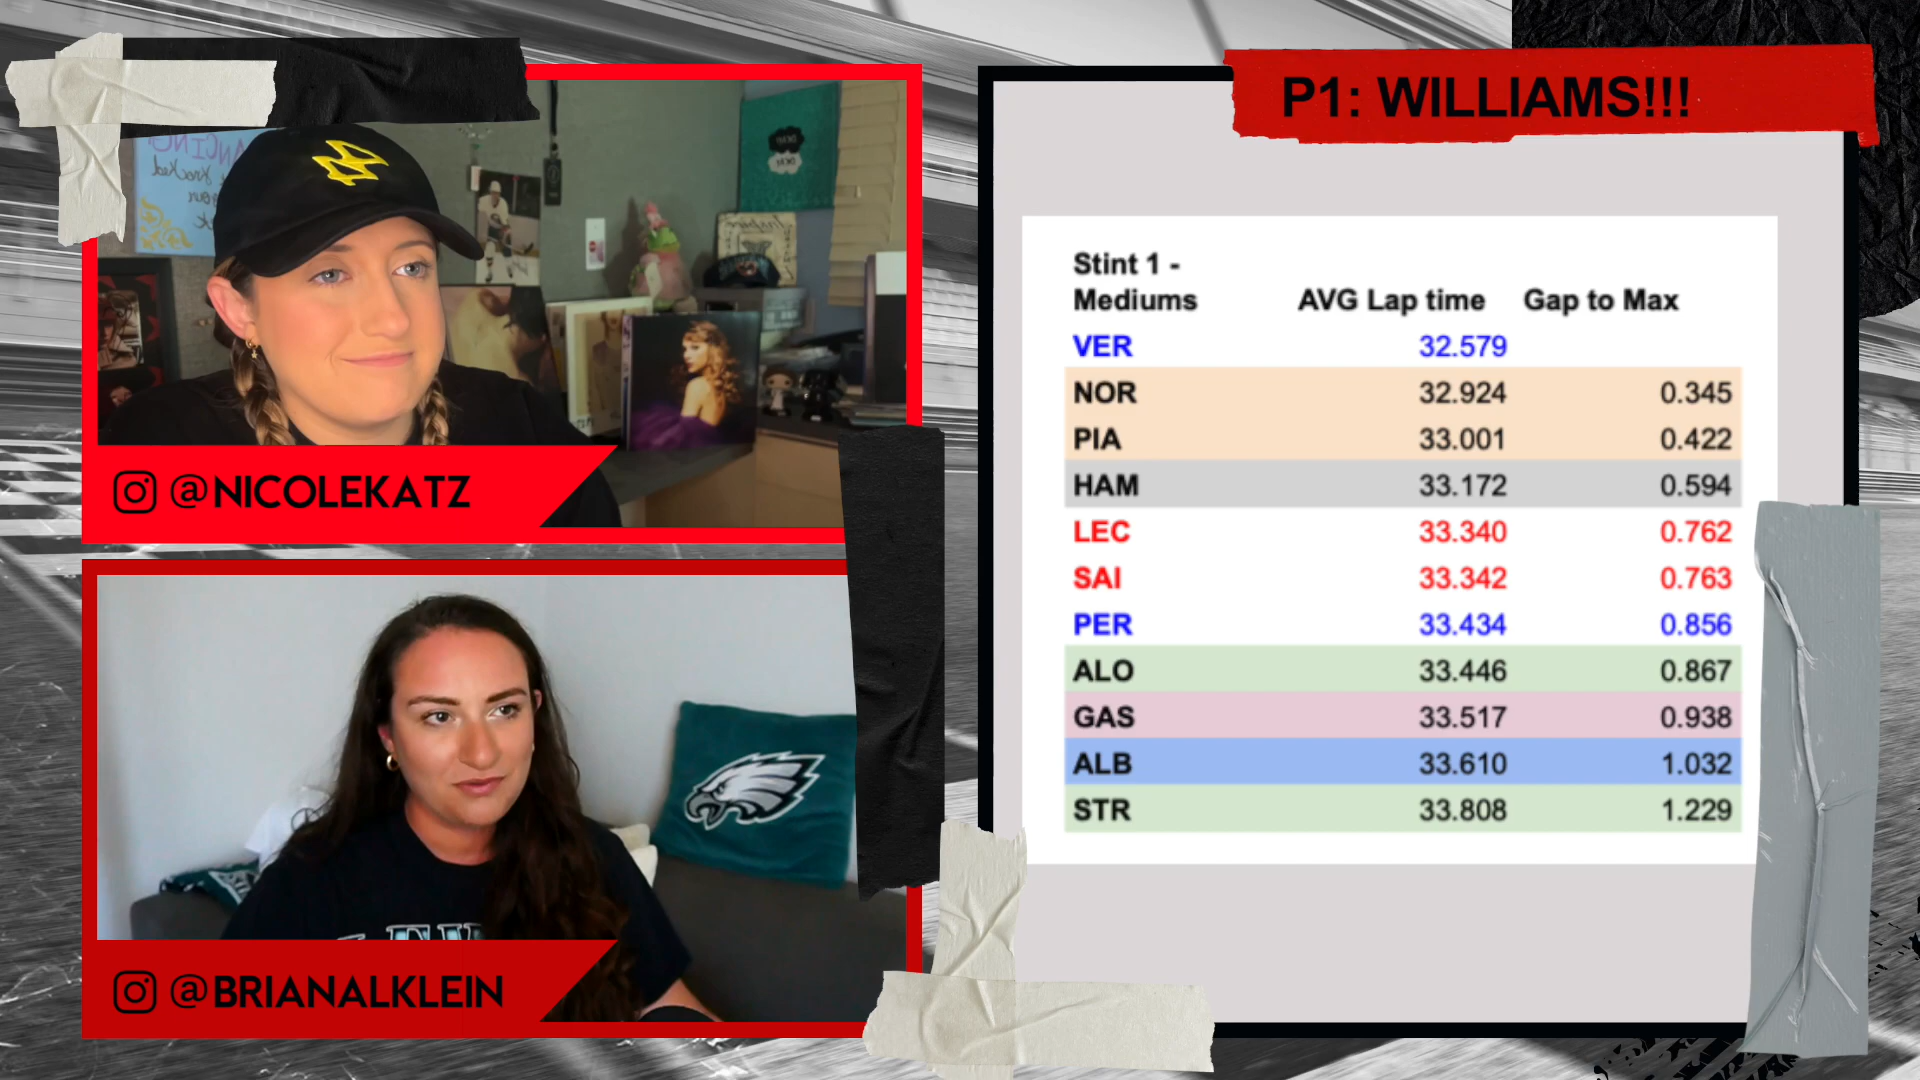 P1: WILLIAMS!!!
@NICOLEKATZ
@BRIANALKLEIN
Stint 1 -
Mediums AVG Lap time Gap to Max
VER 32.579
NOR 32.924 0.345
PIA 33.001 0.422
HAM 33.172 0.594
LEC 33.340 0.762
SAI 33.342 0.763
PER 33.434 0.856
ALO 33.446 0.867
GAS 33.517 0.938
ALB 33.610 1.032
STR 33.808 1.229